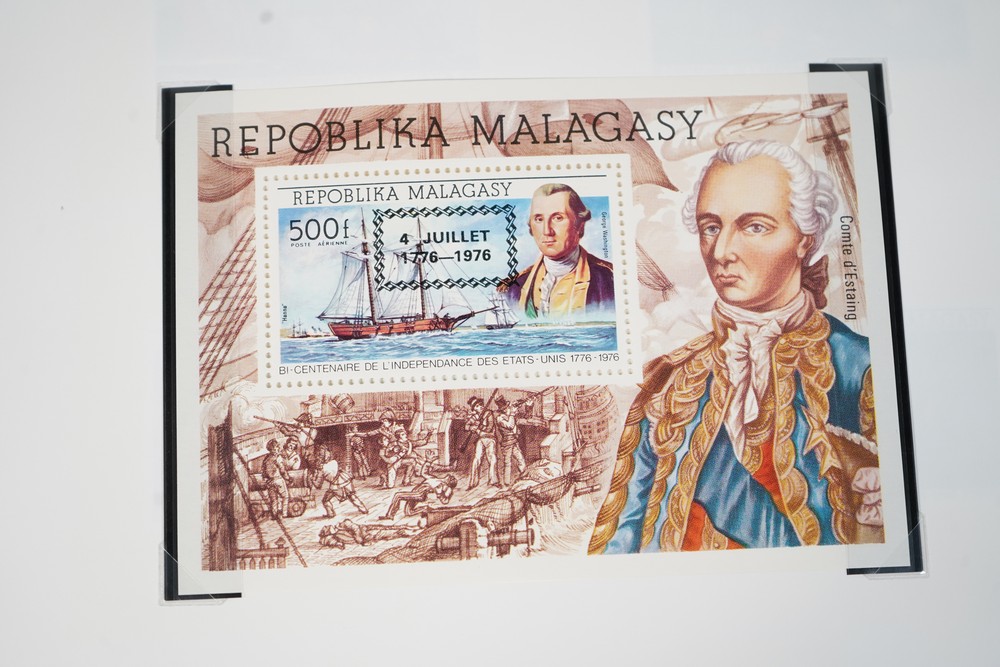 REPOBLIKA MALAGASY
REPOBLIKA MALAGASY
500f
POSTE AÉRIENNE
4 JUILLET
1776—1976
George Washington
"Hanna"
BI-CENTENAIRE DE L'INDEPENDANCE DES ETATS-UNIS 1776-1976
Comte d'Estaing